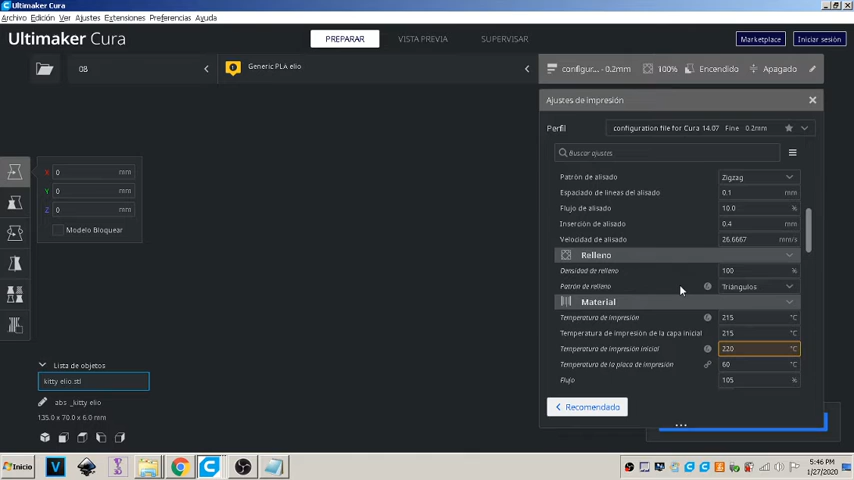 Ultimaker Cura
Archivo Edición Ver Ajustes Extensiones Preferencias Ayuda
Ultimaker Cura PREPARAR VISTA PREVIA SUPERVISAR Marketplace Iniciar sesión
08 Generic PLA elio configur... - 0.2mm 100% Encendido Apagado
Ajustes de impresión
Perfil configuration file for Cura 14.07 Fine 0.2mm
Buscar ajustes
Patrón de alisado Zigzag
Espaciado de líneas del alisado 0.1 mm
Flujo de alisado 10.0 %
Inserción de alisado 0.4 mm
Velocidad de alisado 26.6667 mm/s
Relleno
Densidad de relleno 100 %
Patrón de relleno Triángulos
Material
Temperatura de impresión 215 °C
Temperatura de impresión de la capa inicial 215 °C
Temperatura de impresión inicial 220 °C
Temperatura de la placa de impresión 60 °C
Flujo 105 %
Recomendado
X 0 mm
Y 0 mm
Z 0 mm
Modelo Bloquear
Lista de objetos
kitty elio.stl
abs _kitty elio
135.0 x 70.0 x 6.0 mm
Inicio
5:46 PM
1/27/2020